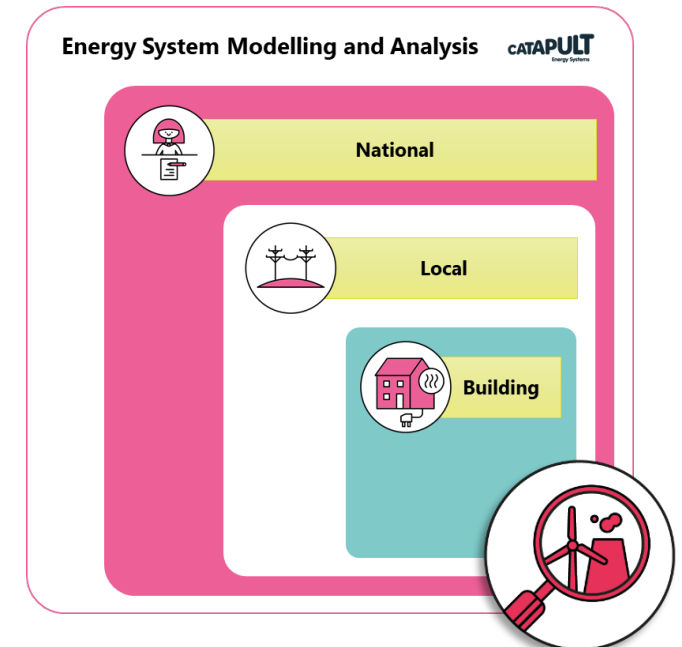 Energy System Modelling and Analysis
CATAPULT
Energy Systems
National
Local
Building